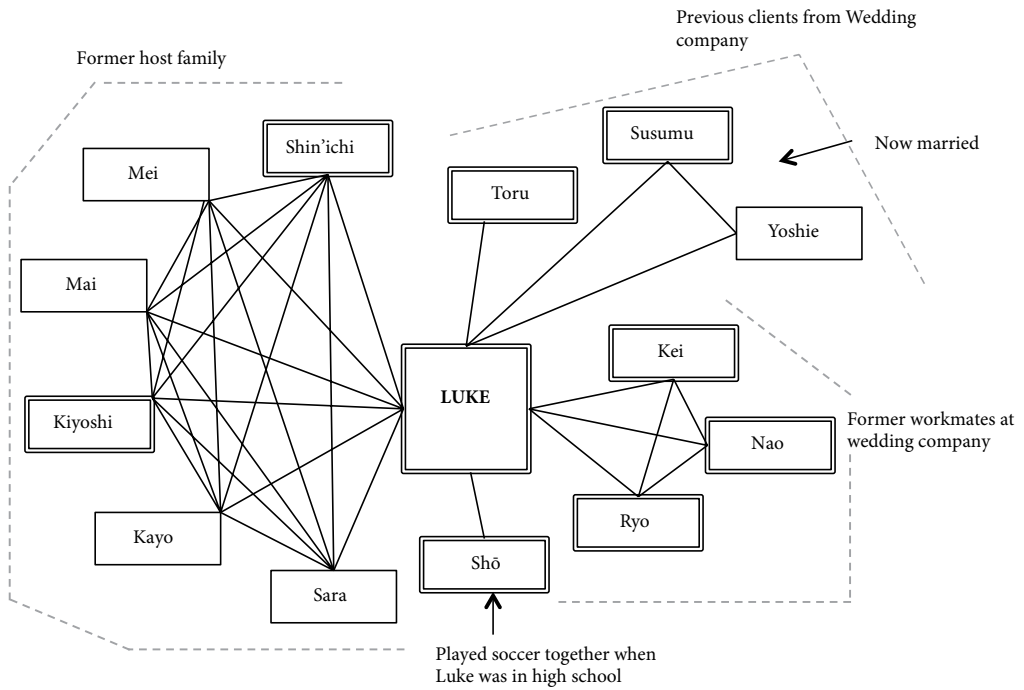 Previous clients from Wedding
company
Former host family
Susumu
Shin’ichi
Now married
Mei
Toru
Yoshie
Mai
Kei
LUKE
Kiyoshi
Former workmates at
wedding company
Nao
Ryo
Kayo
Shō
Sara
Played soccer together when
Luke was in high school